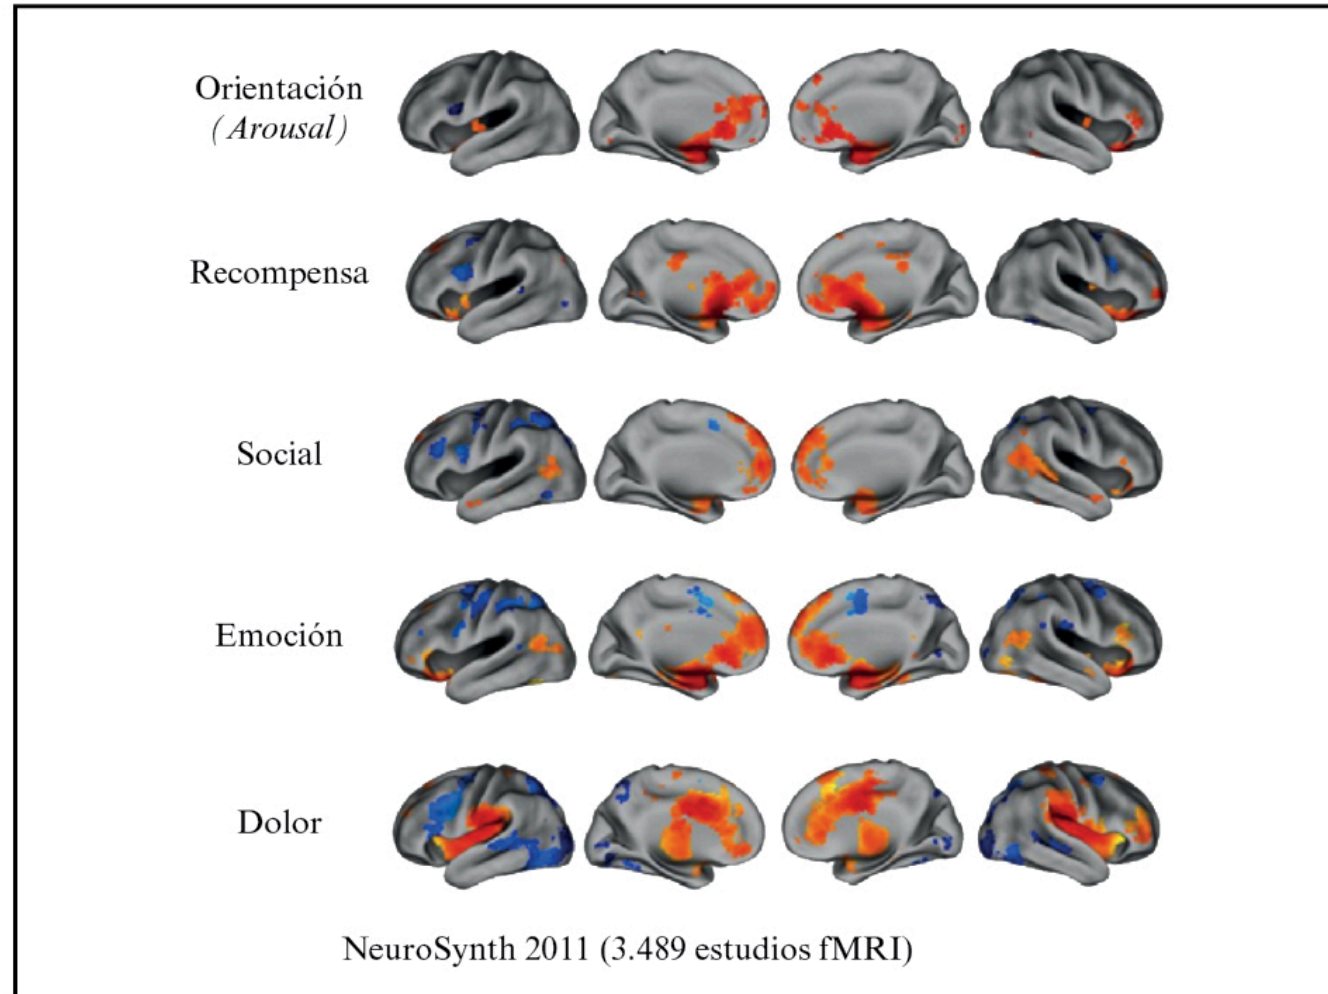 Orientación
(Arousal)
Recompensa
Social
Emoción
Dolor
NeuroSynth 2011 (3.489 estudios fMRI)